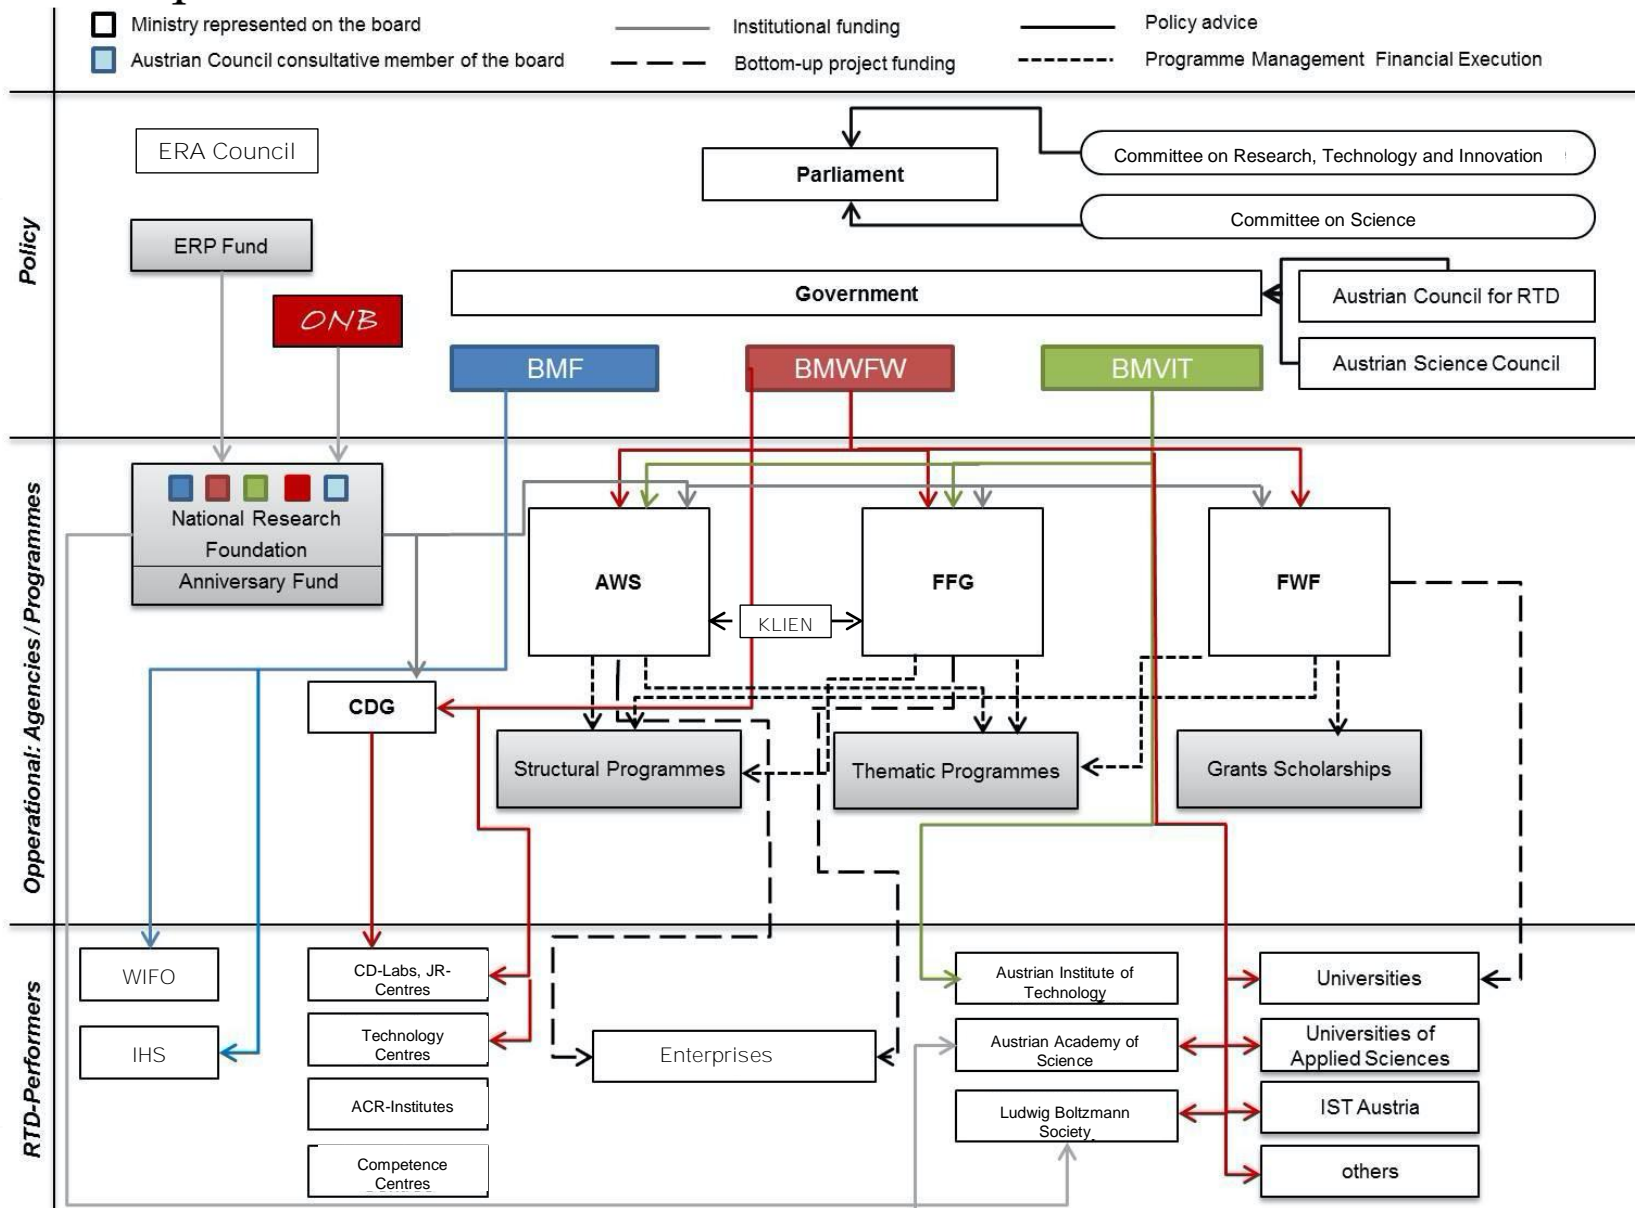 Ministry represented on the board
Institutional funding
Policy advice
Austrian Council consultative member of the board
Bottom-up project funding
Programme Management Financial Execution
Policy
ERA Council
Committee on Research, Technology and Innovation
Parliament
Committee on Science
ERP Fund
Government
Austrian Council for RTD
ONB
BMF
BMWFW
BMVIT
Austrian Science Council
Opperational: Agencies / Programmes
National Research
Foundation
Anniversary Fund
AWS
FFG
FWF
KLIEN
CDG
Structural Programmes
Thematic Programmes
Grants Scholarships
RTD-Performers
WIFO
CD-Labs, JR-
Centres
Austrian Institute of
Technology
Universities
IHS
Technology
Centres
Enterprises
Austrian Academy of
Science
Universities of
Applied Sciences
ACR-Institutes
Ludwig Boltzmann
Society
IST Austria
Competence
Centres
others